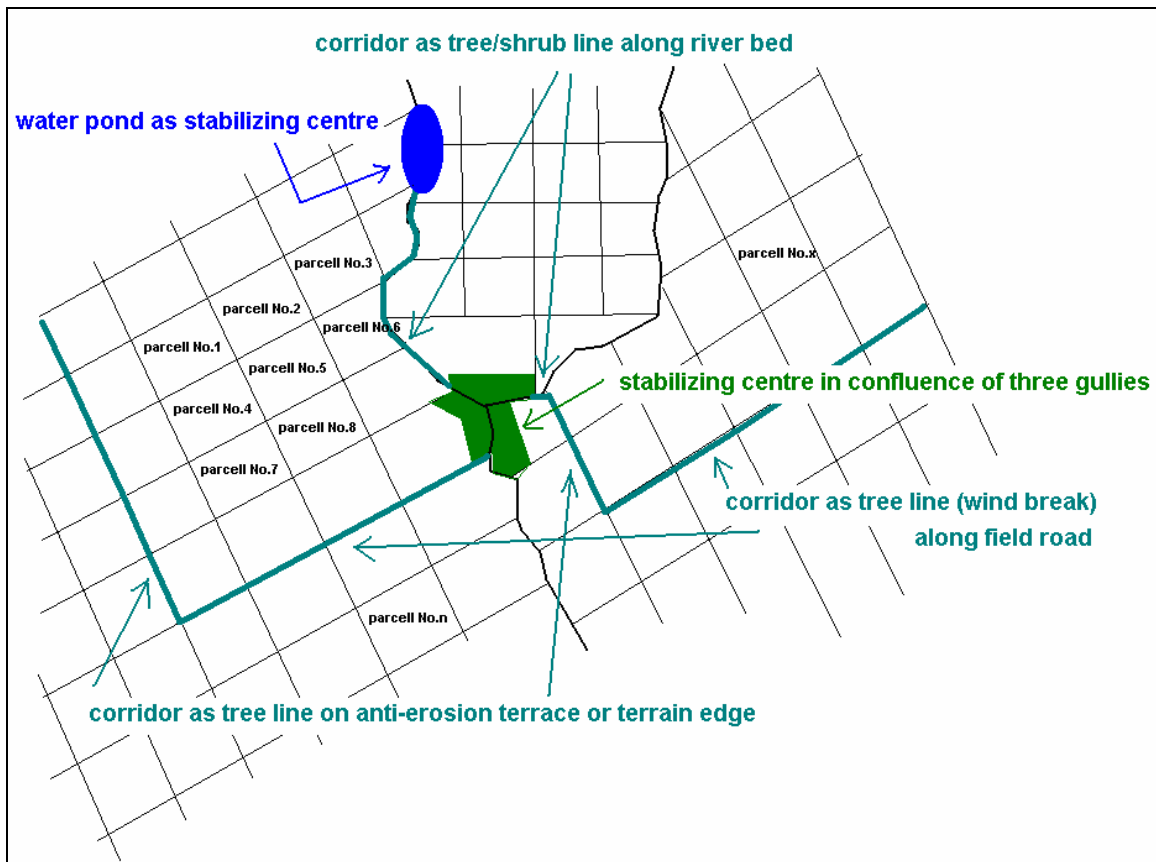 corridor as tree/shrub line along river bed
water pond as stabilizing centre
parcell No.3
parcell No.x
parcell No.2
parcell No.6
parcell No.1
parcell No.5
stabilizing centre in confluence of three gullies
parcell No.4
parcell No.8
parcell No.7
corridor as tree line (wind break)
along field road
parcell No.n
corridor as tree line on anti-erosion terrace or terrain edge